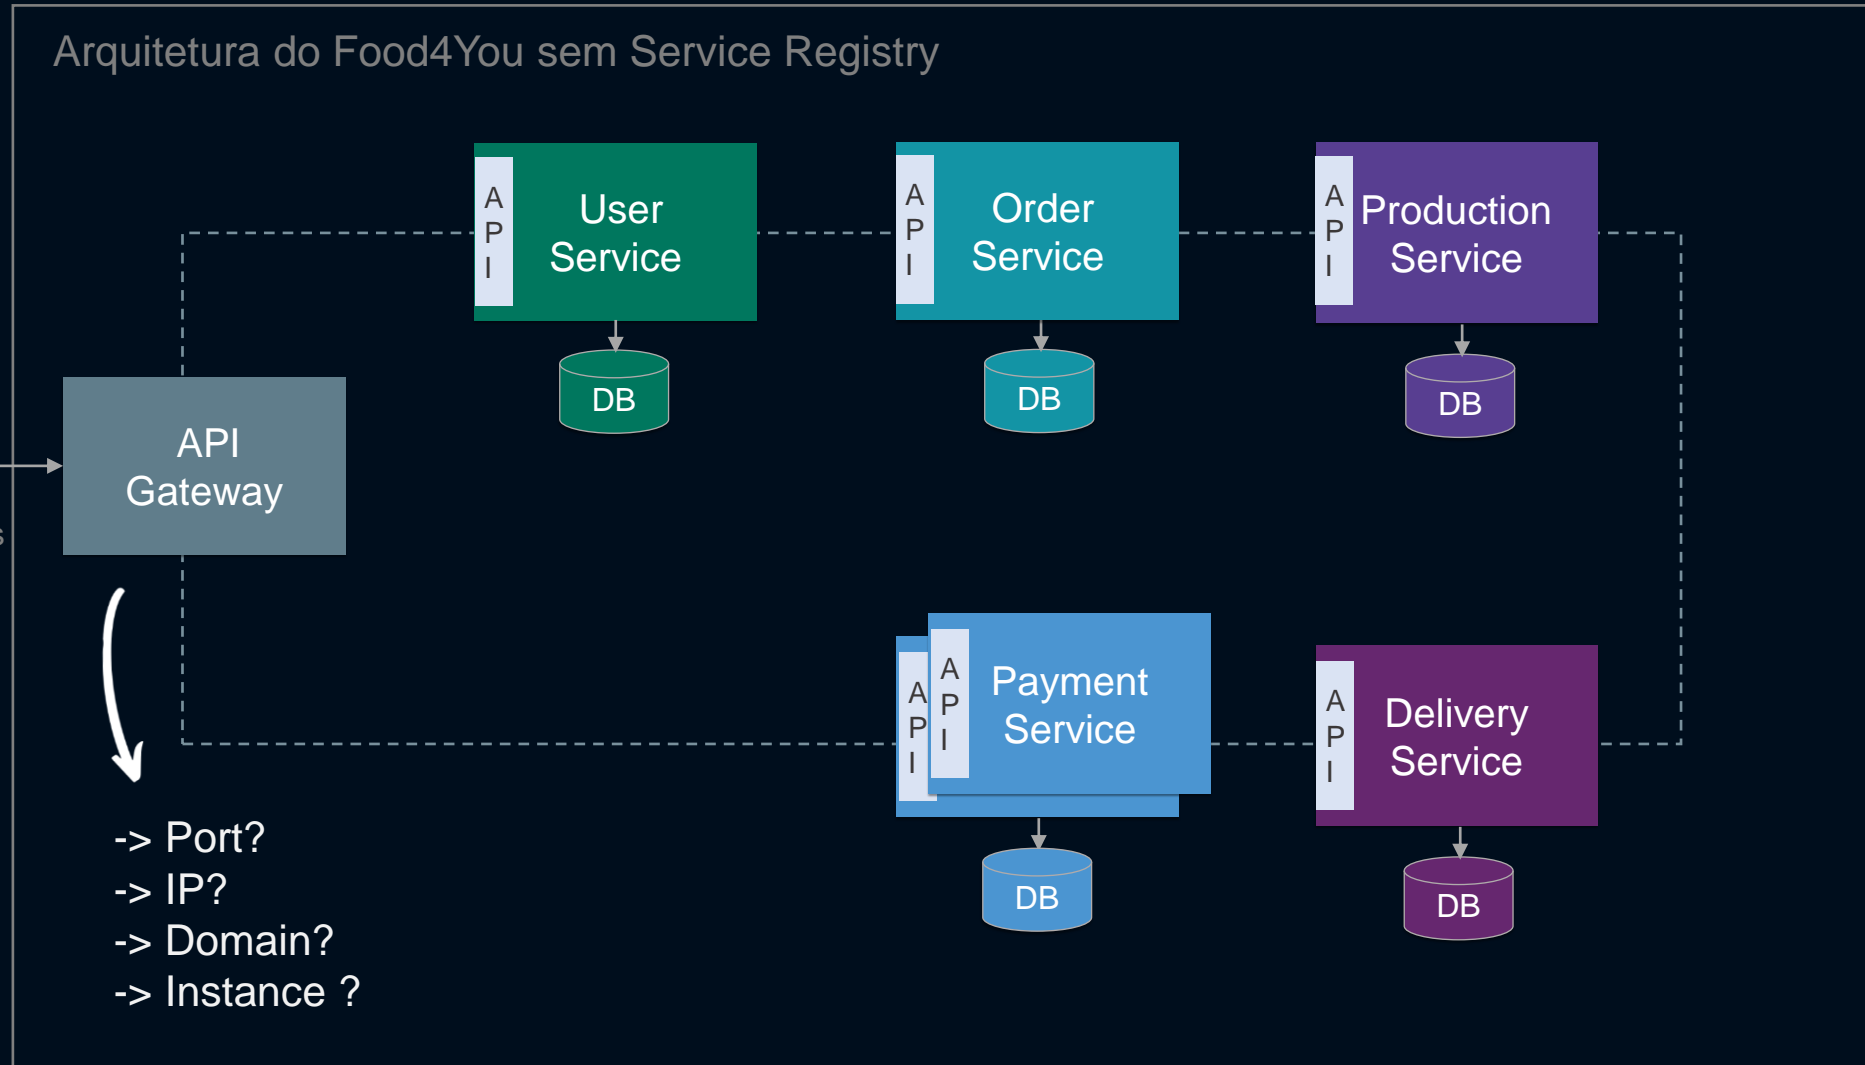 Arquitetura do Food4You sem Service Registry
A
P
I
User
Service
DB
A
P
I
Order
Service
DB
A
P
I
Production
Service
DB
API
Gateway
s
A
P
I
A
P
I
Payment
Service
DB
A
P
I
Delivery
Service
DB
-> Port?
-> IP?
-> Domain?
-> Instance ?